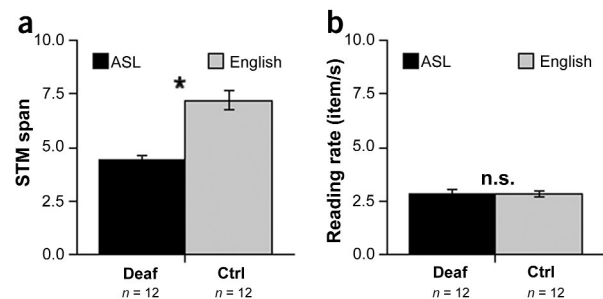 a
10.0
ASL
English
7.5
*
STM span
5.0
2.5
0.0
Deaf
Ctrl
n = 12
n = 12
b
10.0
ASL
English
7.5
Reading rate (item/s)
5.0
n.s.
2.5
0.0
Deaf
Ctrl
n = 12
n = 12